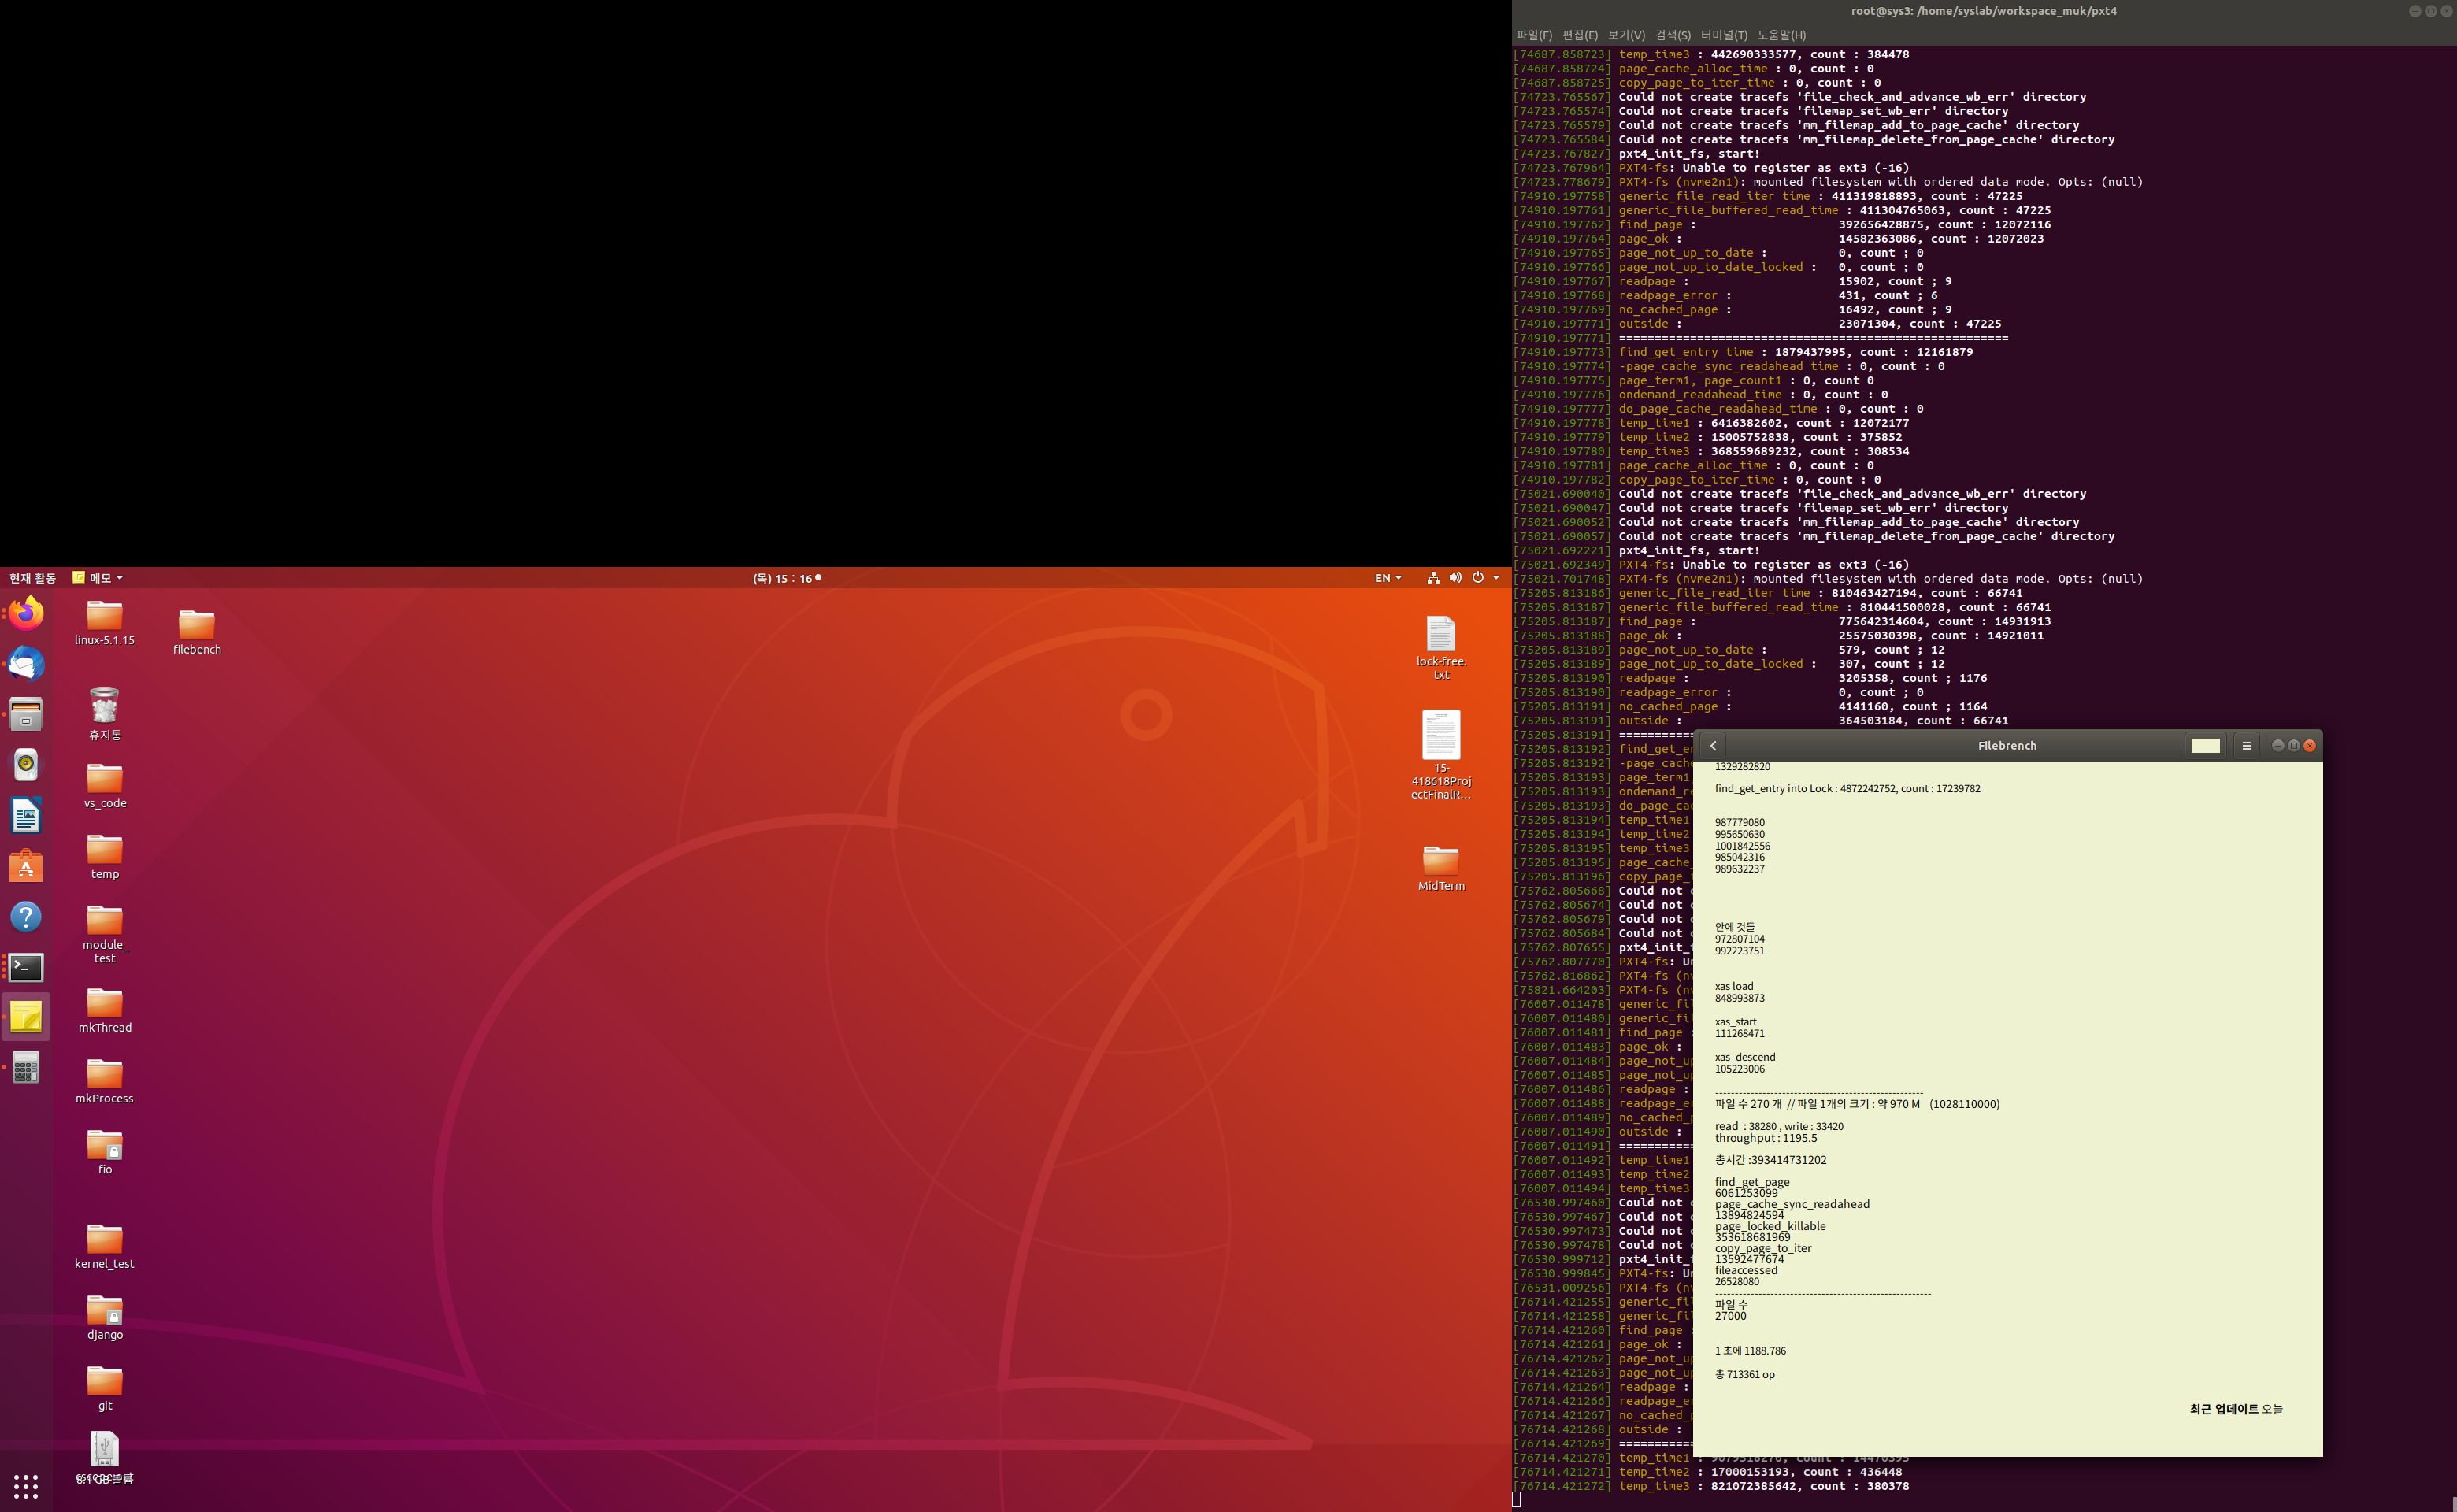 root@sys3: /home/syslab/workspace_muk/pxt4
파일(F) 편집(E) 보기(V) 검색(S) 터미널(T) 도움말(H)
[74687.858723] temp_time3 : 442690333577, count : 384478
[74687.858724] page_cache_alloc_time : 0, count : 0
[74687.858725] copy_page_to_iter_time : 0, count : 0
[74723.765567] Could not create tracefs 'file_check_and_advance_wb_err' directory
[74723.765574] Could not create tracefs 'filemap_set_wb_err' directory
[74723.765579] Could not create tracefs 'mm_filemap_add_to_page_cache' directory
[74723.765584] Could not create tracefs 'mm_filemap_delete_from_page_cache' directory
[74723.767827] pxt4_init_fs, start!
[74723.767964] PXT4-fs: Unable to register as ext3 (-16)
[74723.778679] PXT4-fs (nvme2n1): mounted filesystem with ordered data mode. Opts: (null)
[74910.197758] generic_file_read_iter time : 411319818893, count : 47225
[74910.197761] generic_file_buffered_read_time : 411304765063, count : 47225
[74910.197762] find_page : 392656428875, count : 12072116
[74910.197764] page_ok : 14582363086, count : 12072023
[74910.197765] page_not_up_to_date : 0, count ; 0
[74910.197766] page_not_up_to_date_locked : 0, count ; 0
[74910.197767] readpage : 15902, count ; 9
[74910.197768] readpage_error : 431, count ; 6
[74910.197769] no_cached_page : 16492, count ; 9
[74910.197771] outside : 23071304, count : 47225
[74910.197771] =======================================================
[74910.197773] find_get_entry time : 1879437995, count : 12161879
[74910.197774] -page_cache_sync_readahead time : 0, count : 0
[74910.197775] page_term1, page_count1 : 0, count 0
[74910.197776] ondemand_readahead_time : 0, count : 0
[74910.197777] do_page_cache_readahead_time : 0, count : 0
[74910.197778] temp_time1 : 6416382602, count : 12072177
[74910.197779] temp_time2 : 15005752838, count : 375852
[74910.197780] temp_time3 : 368559689232, count : 308534
[74910.197781] page_cache_alloc_time : 0, count : 0
[74910.197782] copy_page_to_iter_time : 0, count : 0
[75021.690040] Could not create tracefs 'file_check_and_advance_wb_err' directory
[75021.690047] Could not create tracefs 'filemap_set_wb_err' directory
[75021.690052] Could not create tracefs 'mm_filemap_add_to_page_cache' directory
[75021.690057] Could not create tracefs 'mm_filemap_delete_from_page_cache' directory
[75021.692221] pxt4_init_fs, start!
[75021.692349] PXT4-fs: Unable to register as ext3 (-16)
[75021.701748] PXT4-fs (nvme2n1): mounted filesystem with ordered data mode. Opts: (null)
[75205.813186] generic_file_read_iter time : 810463427194, count : 66741
[75205.813187] generic_file_buffered_read_time : 810441500028, count : 66741
[75205.813187] find_page : 775642314604, count : 14931913
[75205.813188] page_ok : 25575030398, count : 14921011
[75205.813189] page_not_up_to_date : 579, count ; 12
[75205.813189] page_not_up_to_date_locked : 307, count ; 12
[75205.813190] readpage : 3205358, count ; 1176
[75205.813190] readpage_error : 0, count ; 0
[75205.813191] no_cached_page : 4141160, count ; 1164
[75205.813191] outside : 364503184, count : 66741
[75205.813191] ==========
[75205.813192] find_get_e
[75205.813192] -page_cach
[75205.813193] page_term1
[75205.813193] ondemand_r
[75205.813193] do_page_ca
[75205.813194] temp_time1
[75205.813194] temp_time2
[75205.813195] temp_time3
[75205.813195] page_cache
[75205.813196] copy_page_
[75762.805668] Could not
[75762.805674] Could not
[75762.805679] Could not
[75762.805684] Could not
[75762.807655] pxt4_init_
[75762.807770] PXT4-fs: U
[75762.816862] PXT4-fs (n
[75821.664203] PXT4-fs (n
[76007.011478] generic_fi
[76007.011480] generic_fi
[76007.011481] find_page
[76007.011483] page_ok :
[76007.011484] page_not_u
[76007.011485] page_not_u
[76007.011486] readpage :
[76007.011488] readpage_e
[76007.011489] no_cached_
[76007.011490] outside :
[76007.011491] ==========
[76007.011492] temp_time1
[76007.011493] temp_time2
[76007.011494] temp_time3
[76530.997460] Could not
[76530.997467] Could not
[76530.997473] Could not
[76530.997478] Could not
[76530.999712] pxt4_init_
[76530.999845] PXT4-fs: U
[76531.009256] PXT4-fs (n
[76714.421255] generic_fi
[76714.421258] generic_fi
[76714.421260] find_page
[76714.421261] page_ok :
[76714.421262] page_not_u
[76714.421263] page_not_u
[76714.421264] readpage :
[76714.421266] readpage_e
[76714.421267] no_cached_
[76714.421268] outside :
[76714.421269] ==========
[76714.421270] temp_time1
[76714.421271] temp_time2 : 17000153193, count : 436448
[76714.421272] temp_time3 : 821072385642, count : 380378
Filebrench
1329282820
find_get_entry into Lock : 4872242752, count : 17239782
987779080
995650630
1001842556
985042316
989632237
안에 것들
972807104
992223751
xas load
848993873
xas_start
111268471
xas_descend
105223006
-----------------------------------------------------
파일 수 270 개 // 파일 1개의 크기 : 약 970 M (1028110000)
read : 38280 , write : 33420
throughput : 1195.5
총시간 :393414731202
find_get_page
6061253099
page_cache_sync_readahead
13894824594
page_locked_killable
353618681969
copy_page_to_iter
13592477674
fileaccessed
26528080
-------------------------------------------------------
파일 수
27000
1 초에 1188.786
총 713361 op
최근 업데이트 오늘
현재 활동 메모 (목) 15 : 16 EN
linux-5.1.15
filebench
휴지통
vs_code
temp
module_
test
mkThread
mkProcess
fio
kernel_test
django
git
lock-free.
txt
15-
418618Proj
ectFinalR...
MidTerm